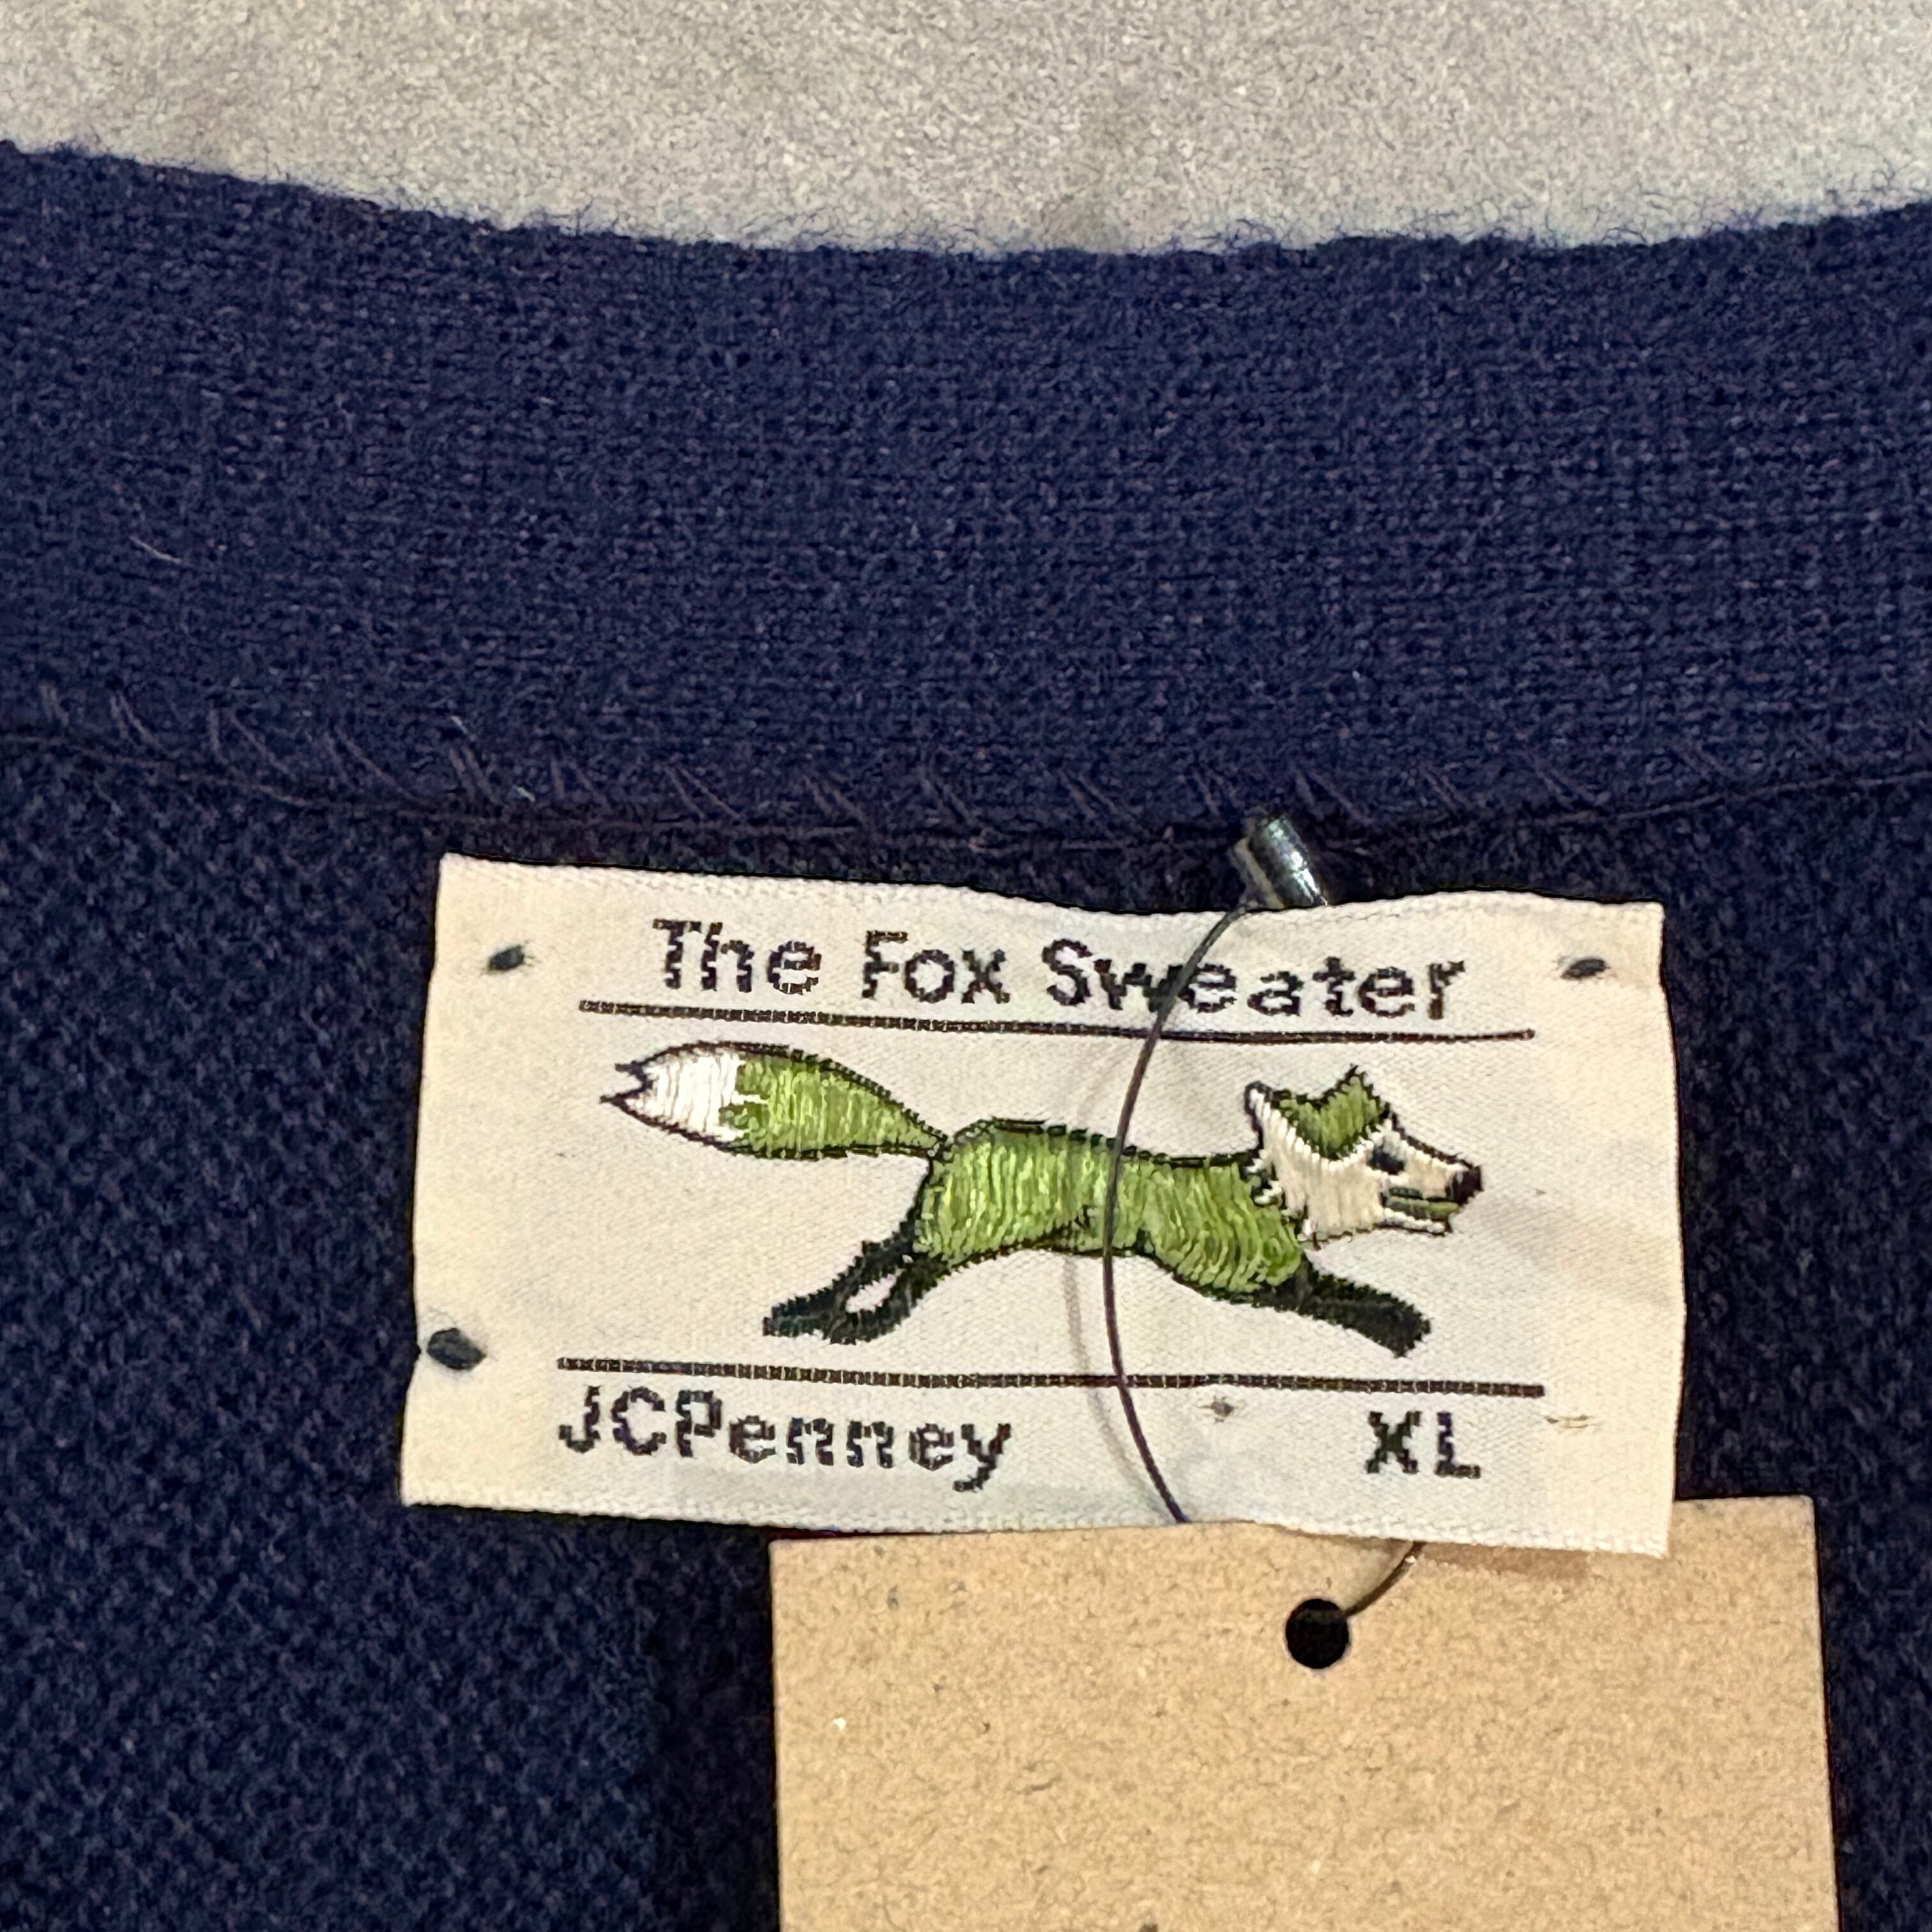 The Fox Sweater
JCPenney XL